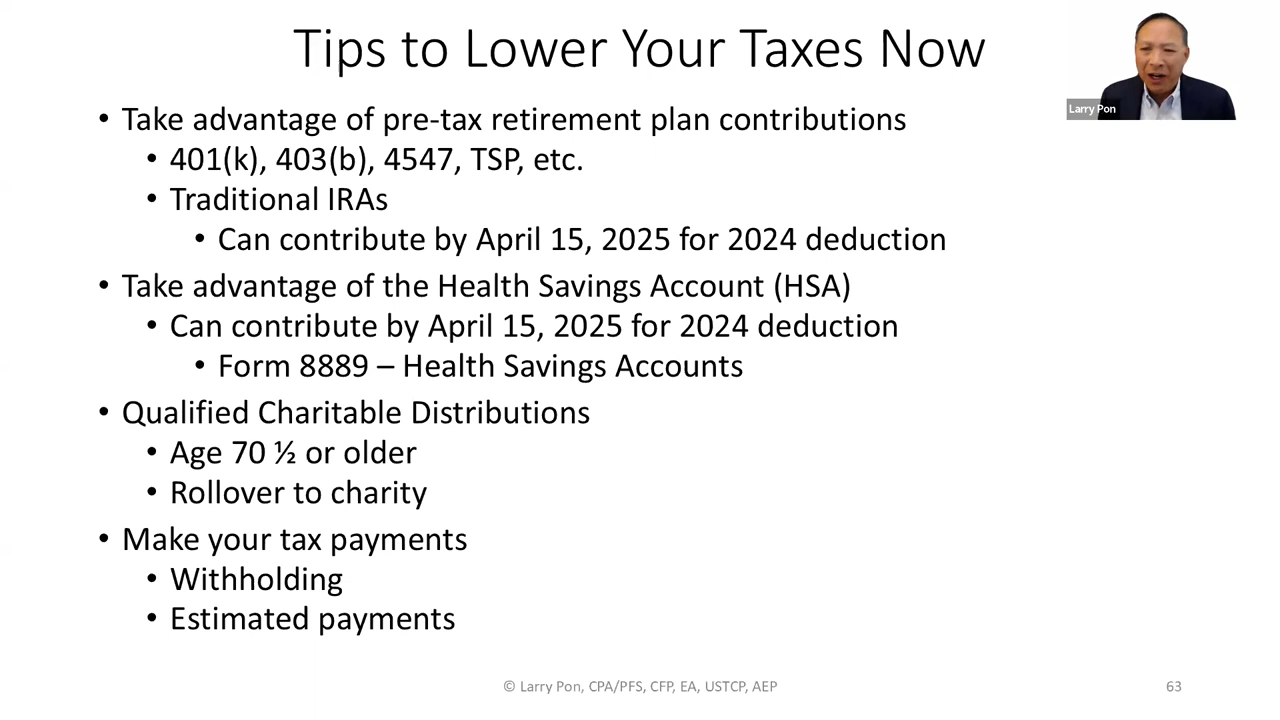 Tips to Lower Your Taxes Now
Larry Pon
• Take advantage of pre-tax retirement plan contributions
• 401(k), 403(b), 4547, TSP, etc.
• Traditional IRAs
• Can contribute by April 15, 2025 for 2024 deduction
• Take advantage of the Health Savings Account (HSA)
• Can contribute by April 15, 2025 for 2024 deduction
• Form 8889 – Health Savings Accounts
• Qualified Charitable Distributions
• Age 70 ½ or older
• Rollover to charity
• Make your tax payments
• Withholding
• Estimated payments
© Larry Pon, CPA/PFS, CFP, EA, USTCP, AEP
63